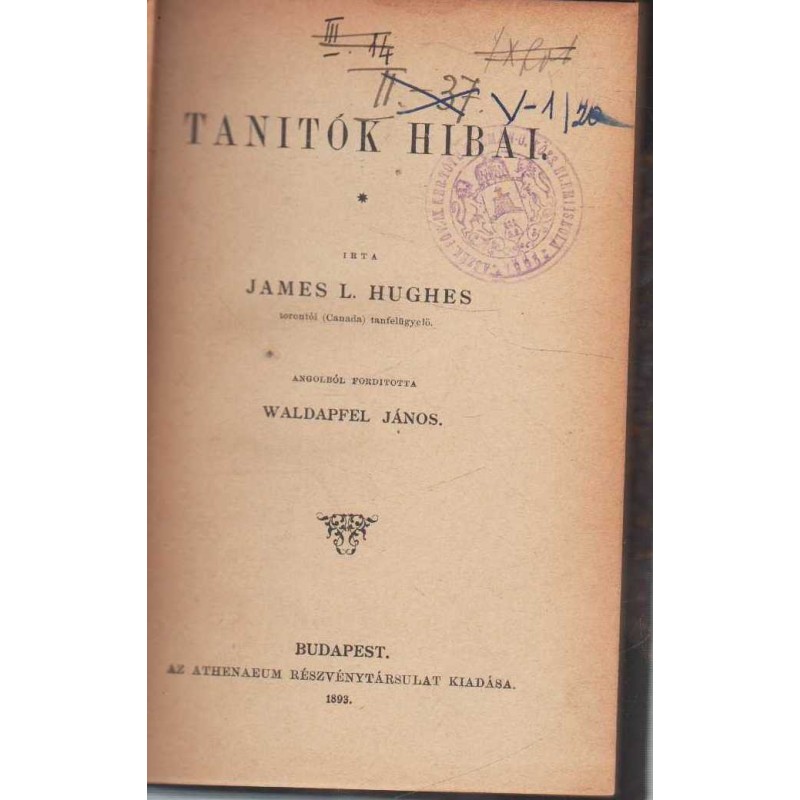 III. 14
II. 37. V-1/20
TANITÓK HIBAI.
*
IRTA
JAMES L. HUGHES
torontói (Canada) tanfelügyelő.
ANGOLBÓL FORDITOTTA
WALDAPFEL JÁNOS.
BUDAPEST.
AZ ATHENAEUM RÉSZVÉNYTÁRSULAT KIADÁSA.
1893.